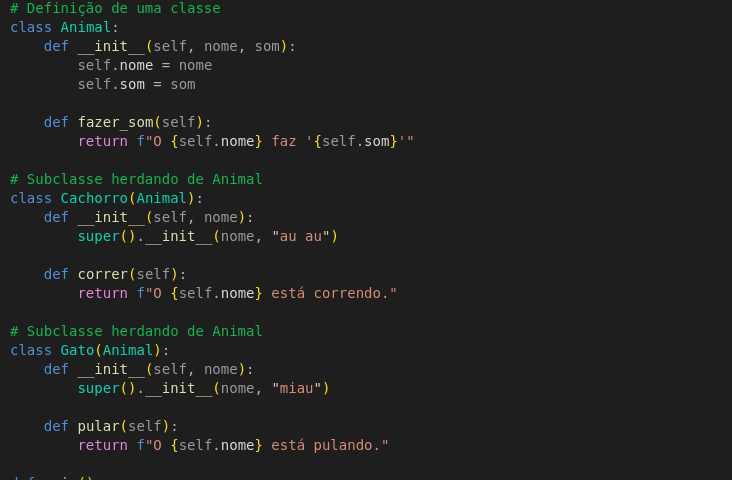 # Definição de uma classe
class Animal:
    def __init__(self, nome, som):
        self.nome = nome
        self.som = som

    def fazer_som(self):
        return f"O {self.nome} faz '{self.som}'"

# Subclasse herdando de Animal
class Cachorro(Animal):
    def __init__(self, nome):
        super().__init__(nome, "au au")

    def correr(self):
        return f"O {self.nome} está correndo."

# Subclasse herdando de Animal
class Gato(Animal):
    def __init__(self, nome):
        super().__init__(nome, "miau")

    def pular(self):
        return f"O {self.nome} está pulando."